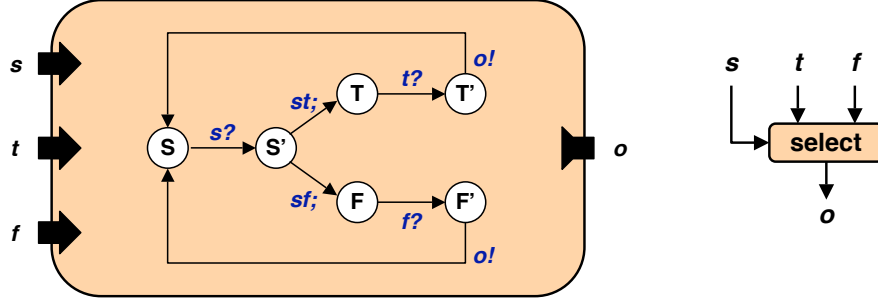 o!
s
s t f
T T'
st; t?
t S s? S' select
o
sf; f?
F F'
f
o
o!